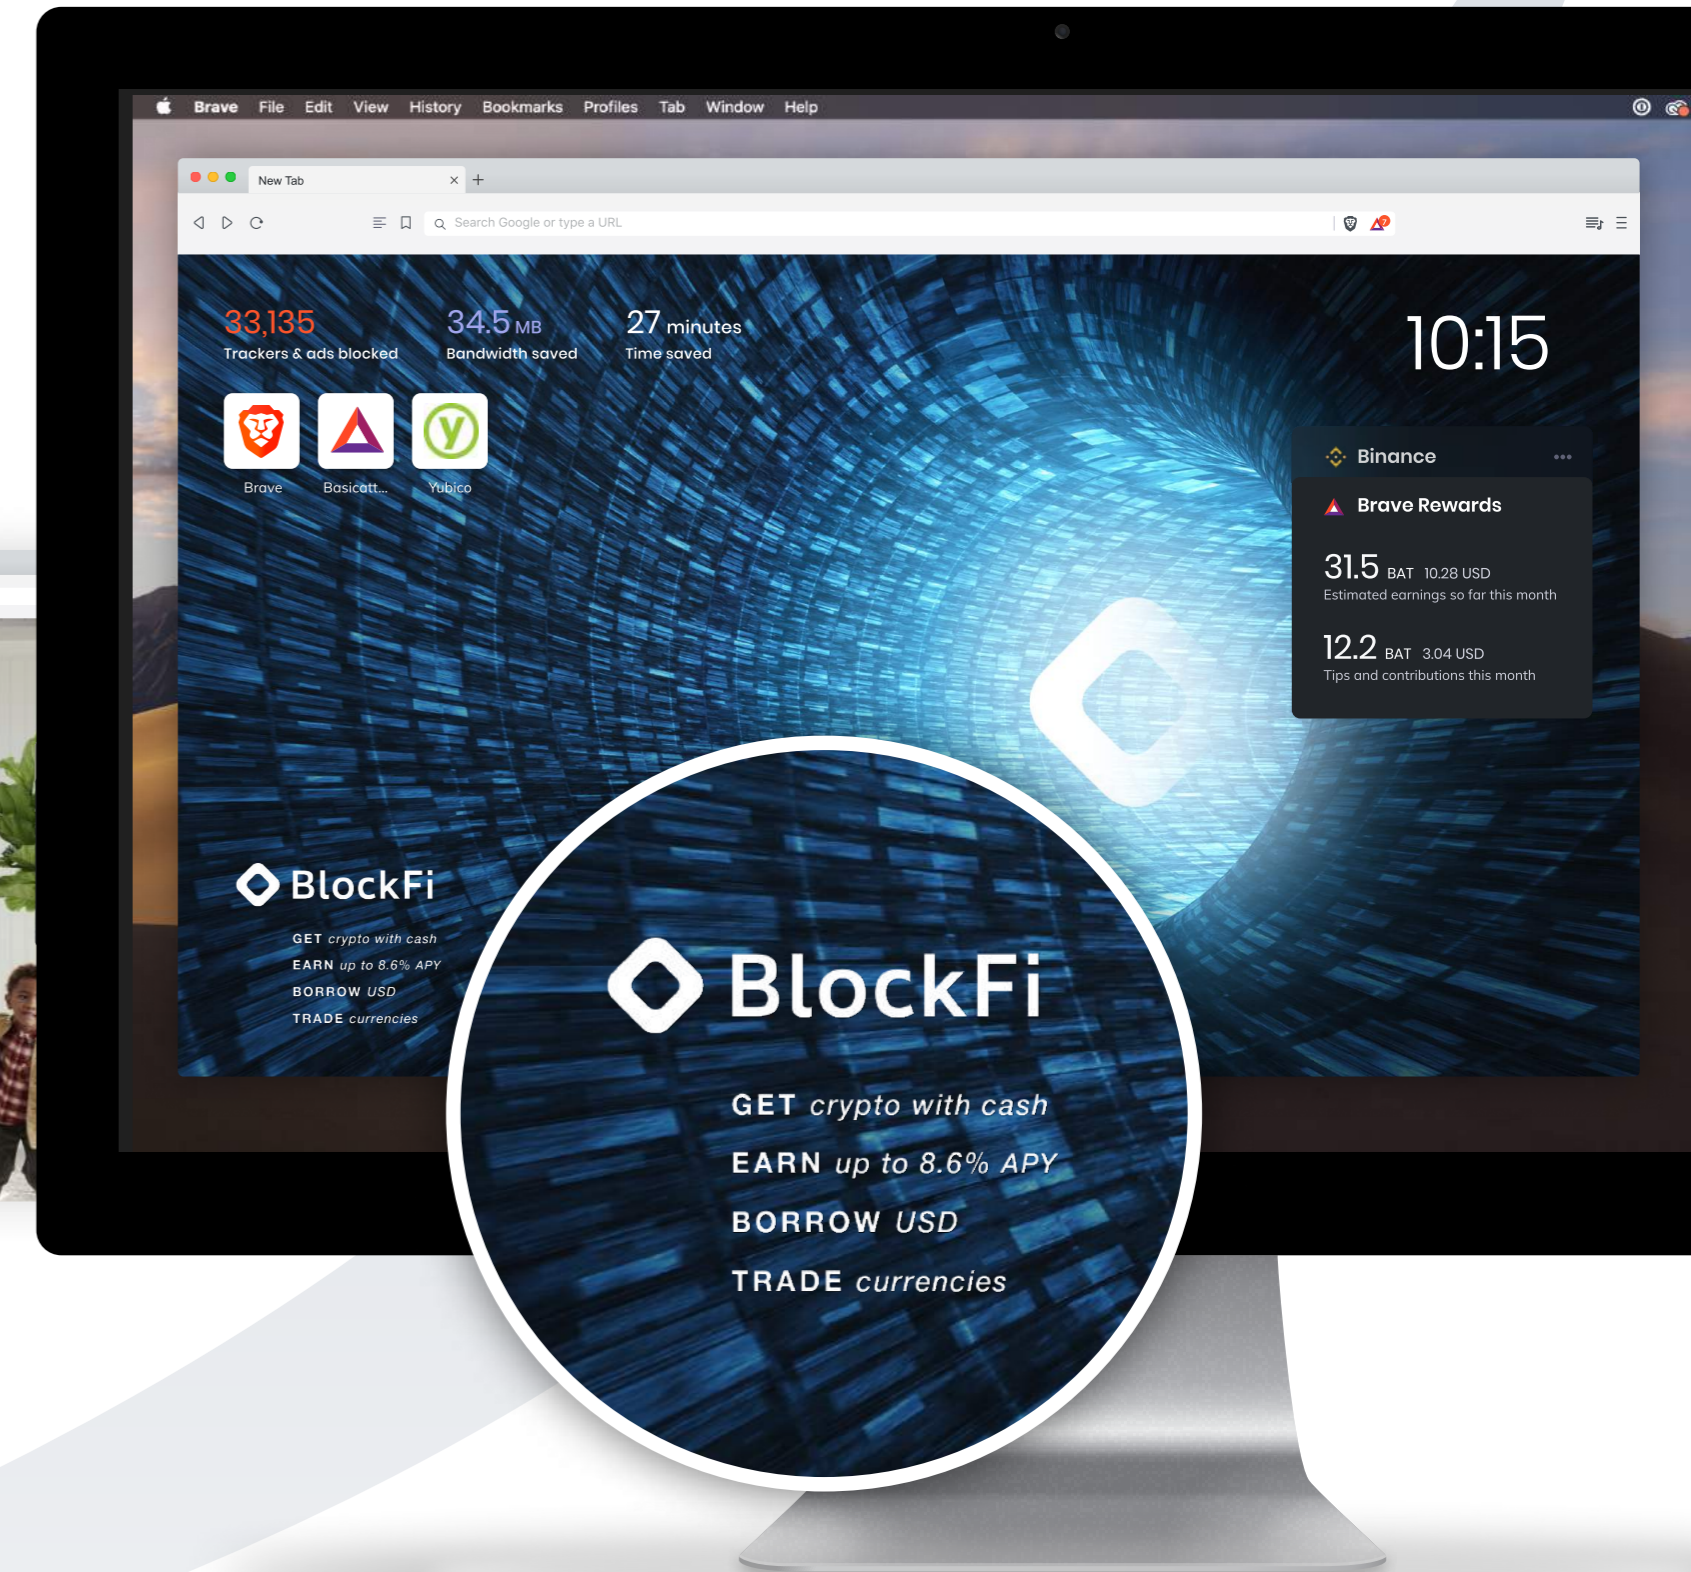 Brave File Edit View History Bookmarks Profiles Tab Window Help
New Tab
Search Google or type a URL
7
33,135
Trackers & ads blocked
34.5 MB
Bandwidth saved
27 minutes
Time saved
10:15
Brave
Basicatt...
Yubico
Binance
Brave Rewards
31.5 BAT 10.28 USD
Estimated earnings so far this month
12.2 BAT 3.04 USD
Tips and contributions this month
BlockFi
GET crypto with cash
EARN up to 8.6% APY
BORROW USD
TRADE currencies
BlockFi
GET crypto with cash
EARN up to 8.6% APY
BORROW USD
TRADE currencies